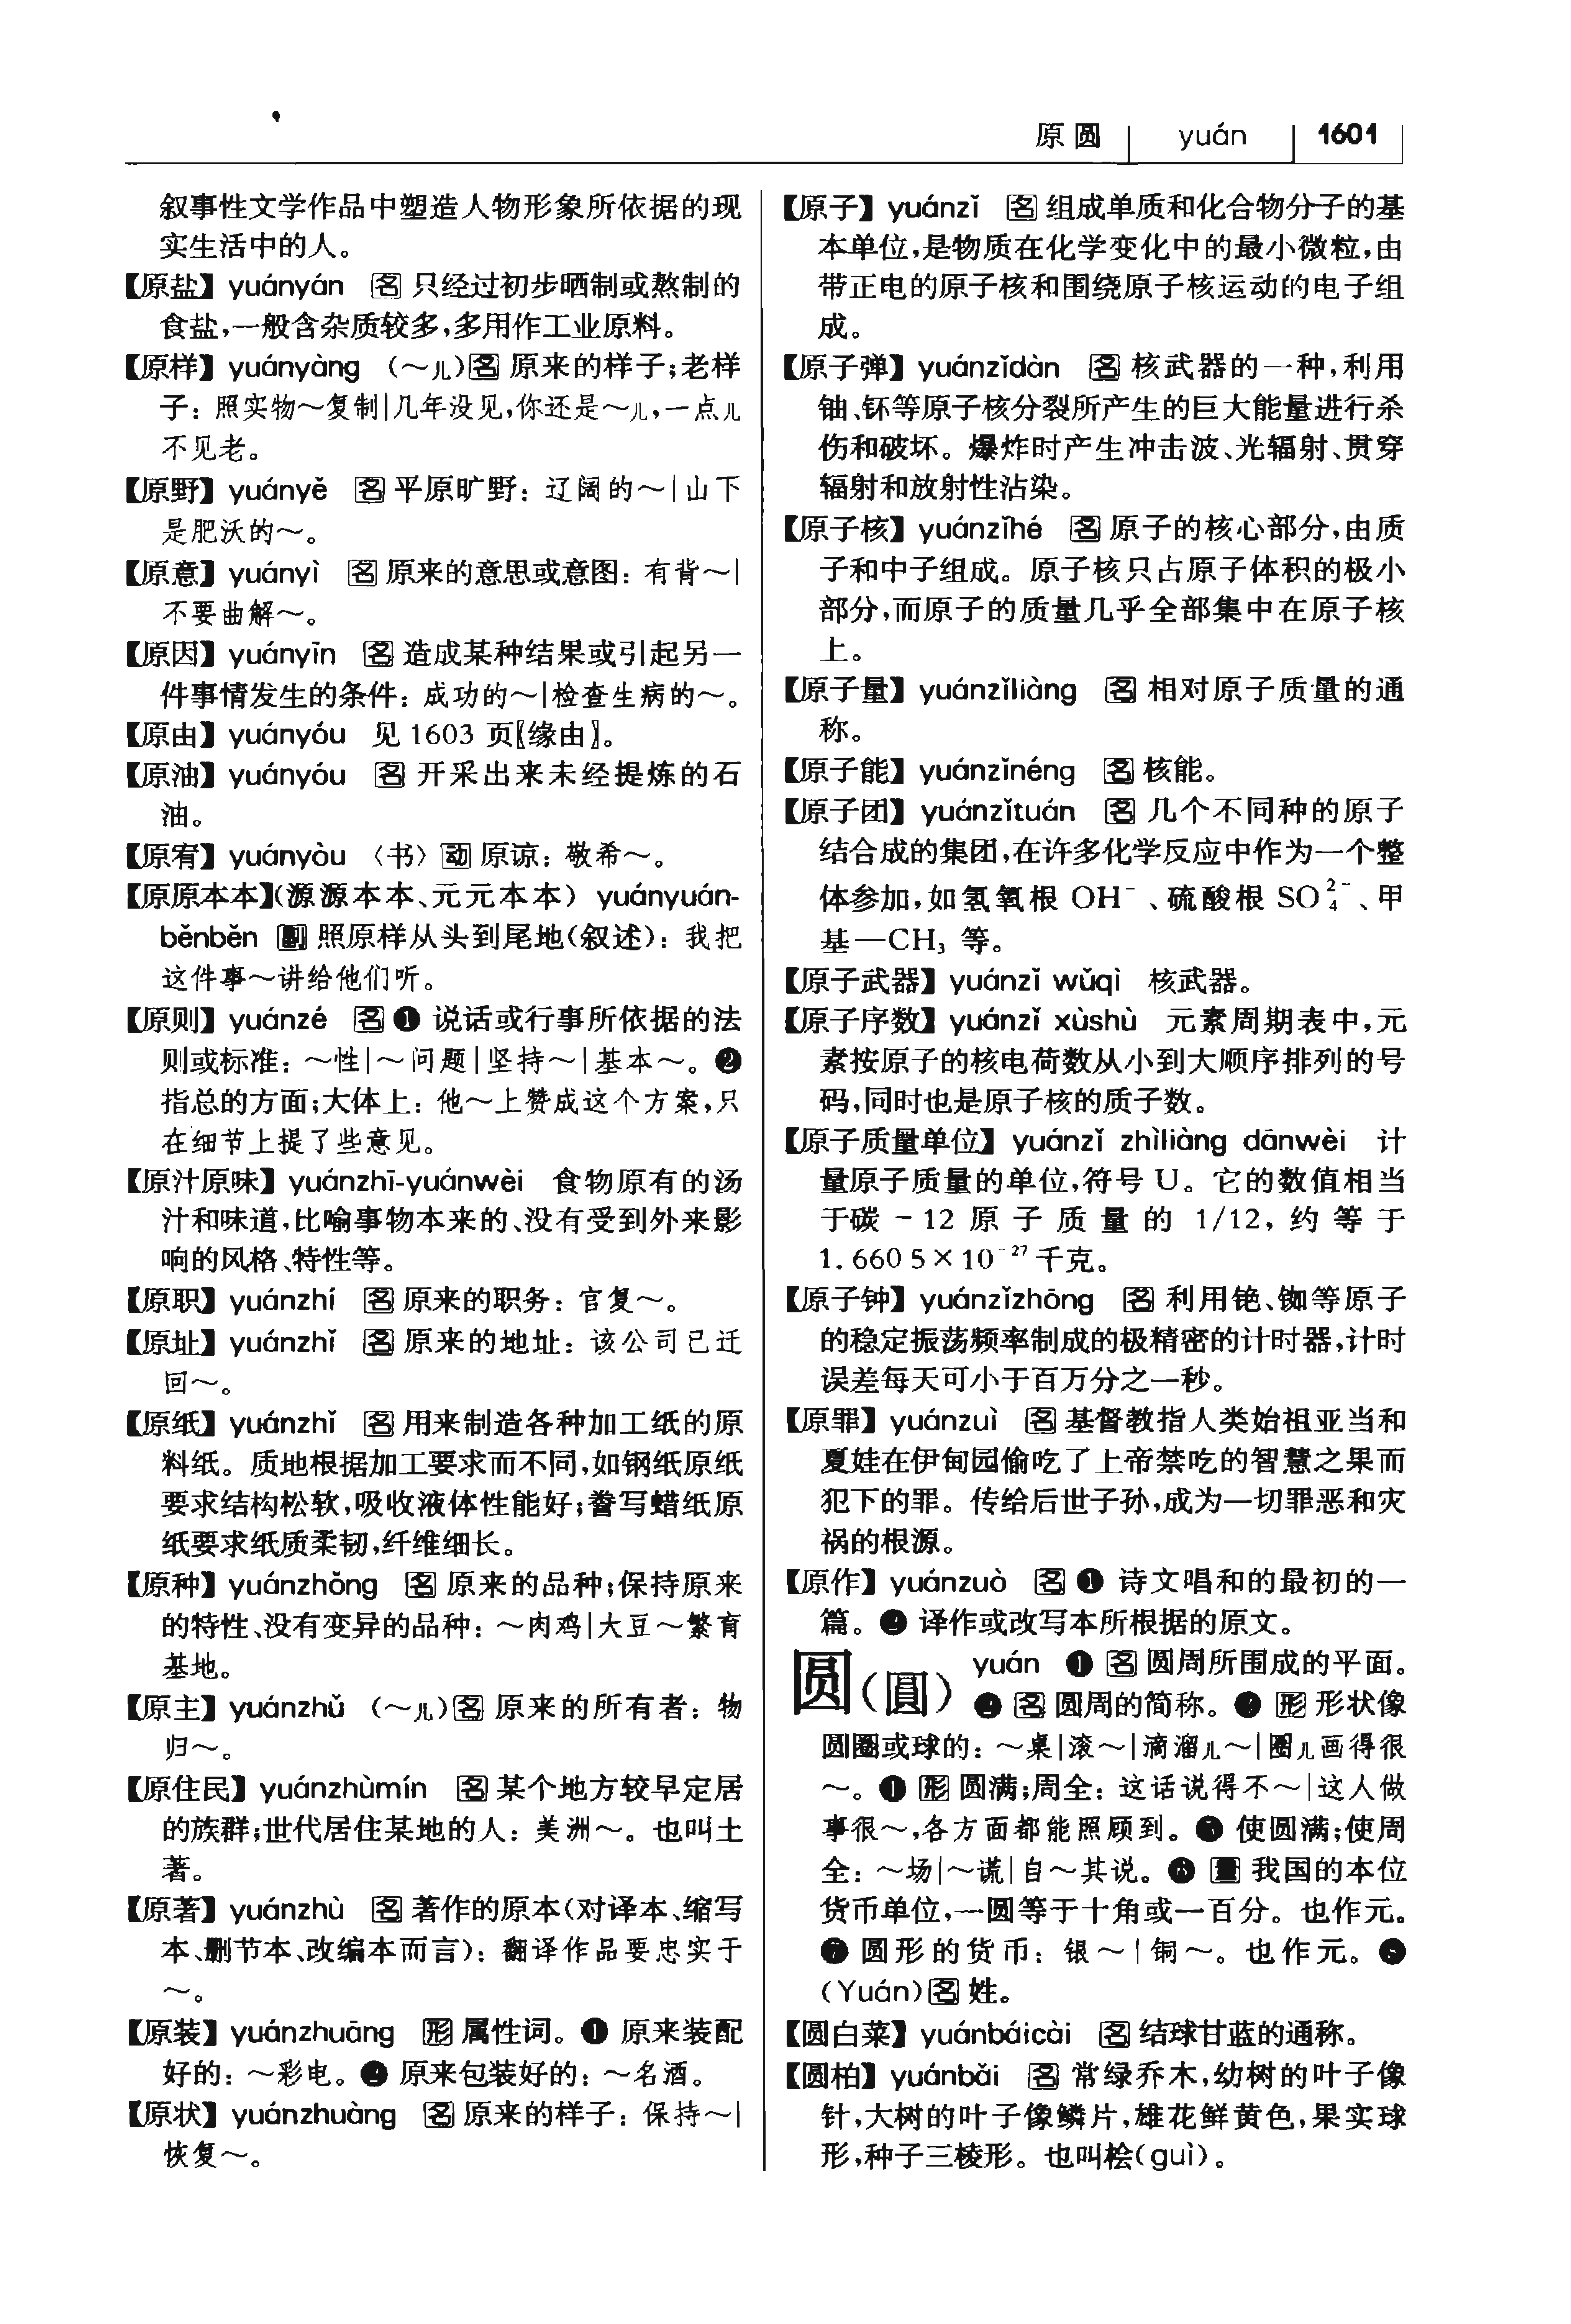 原 圆 yuán 1601
叙事性文学作品中塑造人物形象所依据的现
实生活中的人。
【原盐】yuányán 名 只经过初步晒制或熬制的
食盐,一般含杂质较多,多用作工业原料。
【原样】yuányàng (～儿)名 原来的样子;老样
子：照实物～复制|几年没见,你还是～儿,一点儿
不见老。
【原野】yuányě 名 平原旷野：辽阔的～|山下
是肥沃的～。
【原意】yuányì 名 原来的意思或意图：有背～|
不要曲解～。
【原因】yuányīn 名 造成某种结果或引起另一
件事情发生的条件：成功的～|检查生病的～。
【原由】yuányóu 见 1603 页〖缘由〗。
【原油】yuányóu 名 开采出来未经提炼的石
油。
【原宥】yuányòu 〈书〉动 原谅：敬希～。
【原原本本】(源源本本、元元本本) yuányuán-
běnběn 副 照原样从头到尾地(叙述)：我把
这件事～讲给他们听。
【原则】yuánzé 名 ❶ 说话或行事所依据的法
则或标准：～性|～问题|坚持～|基本～。❷
指总的方面;大体上：他～上赞成这个方案,只
在细节上提了些意见。
【原汁原味】yuánzhī-yuánwèi 食物原有的汤
汁和味道,比喻事物本来的、没有受到外来影
响的风格、特性等。
【原职】yuánzhí 名 原来的职务：官复～。
【原址】yuánzhǐ 名 原来的地址：该公司已迁
回～。
【原纸】yuánzhǐ 名 用来制造各种加工纸的原
料纸。质地根据加工要求而不同,如钢纸原纸
要求结构松软,吸收液体性能好;誊写蜡纸原
纸要求纸质柔韧,纤维细长。
【原种】yuánzhǒng 名 原来的品种;保持原来
的特性、没有变异的品种：～肉鸡|大豆～繁育
基地。
【原主】yuánzhǔ (～儿)名 原来的所有者：物
归～。
【原住民】yuánzhùmín 名 某个地方较早定居
的族群;世代居住某地的人：美洲～。也叫土
著。
【原著】yuánzhù 名 著作的原本(对译本、缩写
本、删节本、改编本而言)：翻译作品要忠实于
～。
【原装】yuánzhuāng 形 属性词。❶ 原来装配
好的：～彩电。❷ 原来包装好的：～名酒。
【原状】yuánzhuàng 名 原来的样子：保持～|
恢复～。
【原子】yuánzǐ 名 组成单质和化合物分子的基
本单位,是物质在化学变化中的最小微粒,由
带正电的原子核和围绕原子核运动的电子组
成。
【原子弹】yuánzǐdàn 名 核武器的一种,利用
铀、钚等原子核分裂所产生的巨大能量进行杀
伤和破坏。爆炸时产生冲击波、光辐射、贯穿
辐射和放射性沾染。
【原子核】yuánzǐhé 名 原子的核心部分,由质
子和中子组成。原子核只占原子体积的极小
部分,而原子的质量几乎全部集中在原子核
上。
【原子量】yuánzǐliàng 名 相对原子质量的通
称。
【原子能】yuánzǐnéng 名 核能。
【原子团】yuánzǐtuán 名 几个不同种的原子
结合成的集团,在许多化学反应中作为一个整
体参加,如氢氧根 OH⁻、硫酸根 SO₄²⁻、甲
基—CH₃ 等。
【原子武器】yuánzǐ wǔqì 核武器。
【原子序数】yuánzǐ xùshù 元素周期表中,元
素按原子的核电荷数从小到大顺序排列的号
码,同时也是原子核的质子数。
【原子质量单位】yuánzǐ zhìliàng dānwèi 计
量原子质量的单位,符号 U。它的数值相当
于碳 - 12 原子质量的 1/12, 约等于
1.660 5×10⁻²⁷千克。
【原子钟】yuánzǐzhōng 名 利用铯、铷等原子
的稳定振荡频率制成的极精密的计时器,计时
误差每天可小于百万分之一秒。
【原罪】yuánzuì 名 基督教指人类始祖亚当和
夏娃在伊甸园偷吃了上帝禁吃的智慧之果而
犯下的罪。传给后世子孙,成为一切罪恶和灾
祸的根源。
【原作】yuánzuò 名 ❶ 诗文唱和的最初的一
篇。❷ 译作或改写本所根据的原文。
圆(圓) yuán ❶ 名 圆周所围成的平面。
❷ 名 圆周的简称。❸ 形 形状像
圆圈或球的：～桌|滚～|滴溜儿～|圈儿画得很
～。❹ 形 圆满;周全：这话说得不～|这人做
事很～,各方面都能照顾到。❺ 使圆满;使周
全：～场|～谎|自～其说。❻ 量 我国的本位
货币单位,一圆等于十角或一百分。也作元。
❼ 圆形的货币：银～|铜～。也作元。❽
(Yuán)名 姓。
【圆白菜】yuánbáicài 名 结球甘蓝的通称。
【圆柏】yuánbǎi 名 常绿乔木,幼树的叶子像
针,大树的叶子像鳞片,雄花鲜黄色,果实球
形,种子三棱形。也叫桧(guì)。